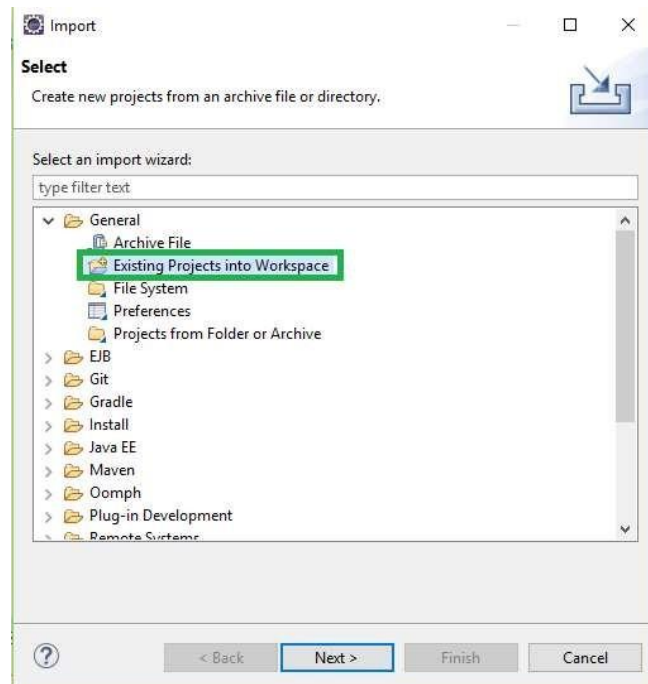 Import
Select
Create new projects from an archive file or directory.
Select an import wizard:
type filter text
General
Archive File
Existing Projects into Workspace
File System
Preferences
Projects from Folder or Archive
EJB
Git
Gradle
Install
Java EE
Maven
Oomph
Plug-in Development
Remote Systems
? < Back Next > Finish Cancel